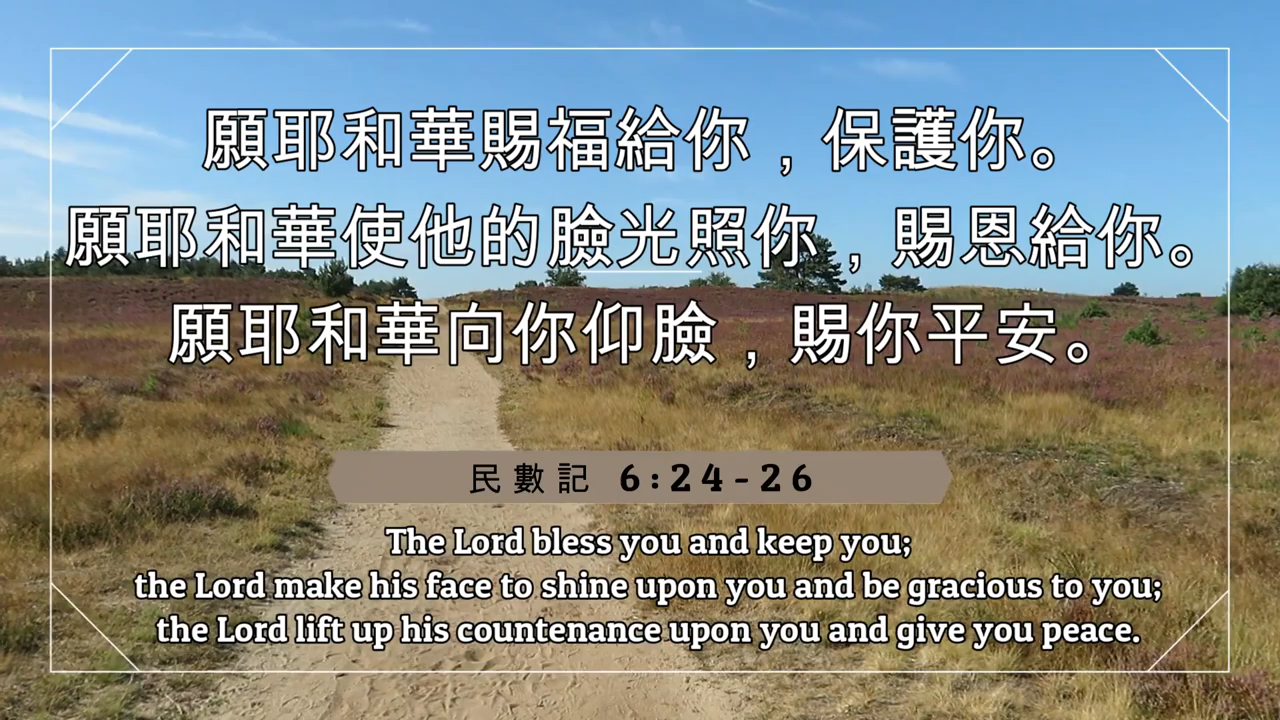 願耶和華賜福給你，保護你。
願耶和華使他的臉光照你，賜恩給你。
願耶和華向你仰臉，賜你平安。
民數記 6:24-26
The Lord bless you and keep you;
the Lord make his face to shine upon you and be gracious to you;
the Lord lift up his countenance upon you and give you peace.